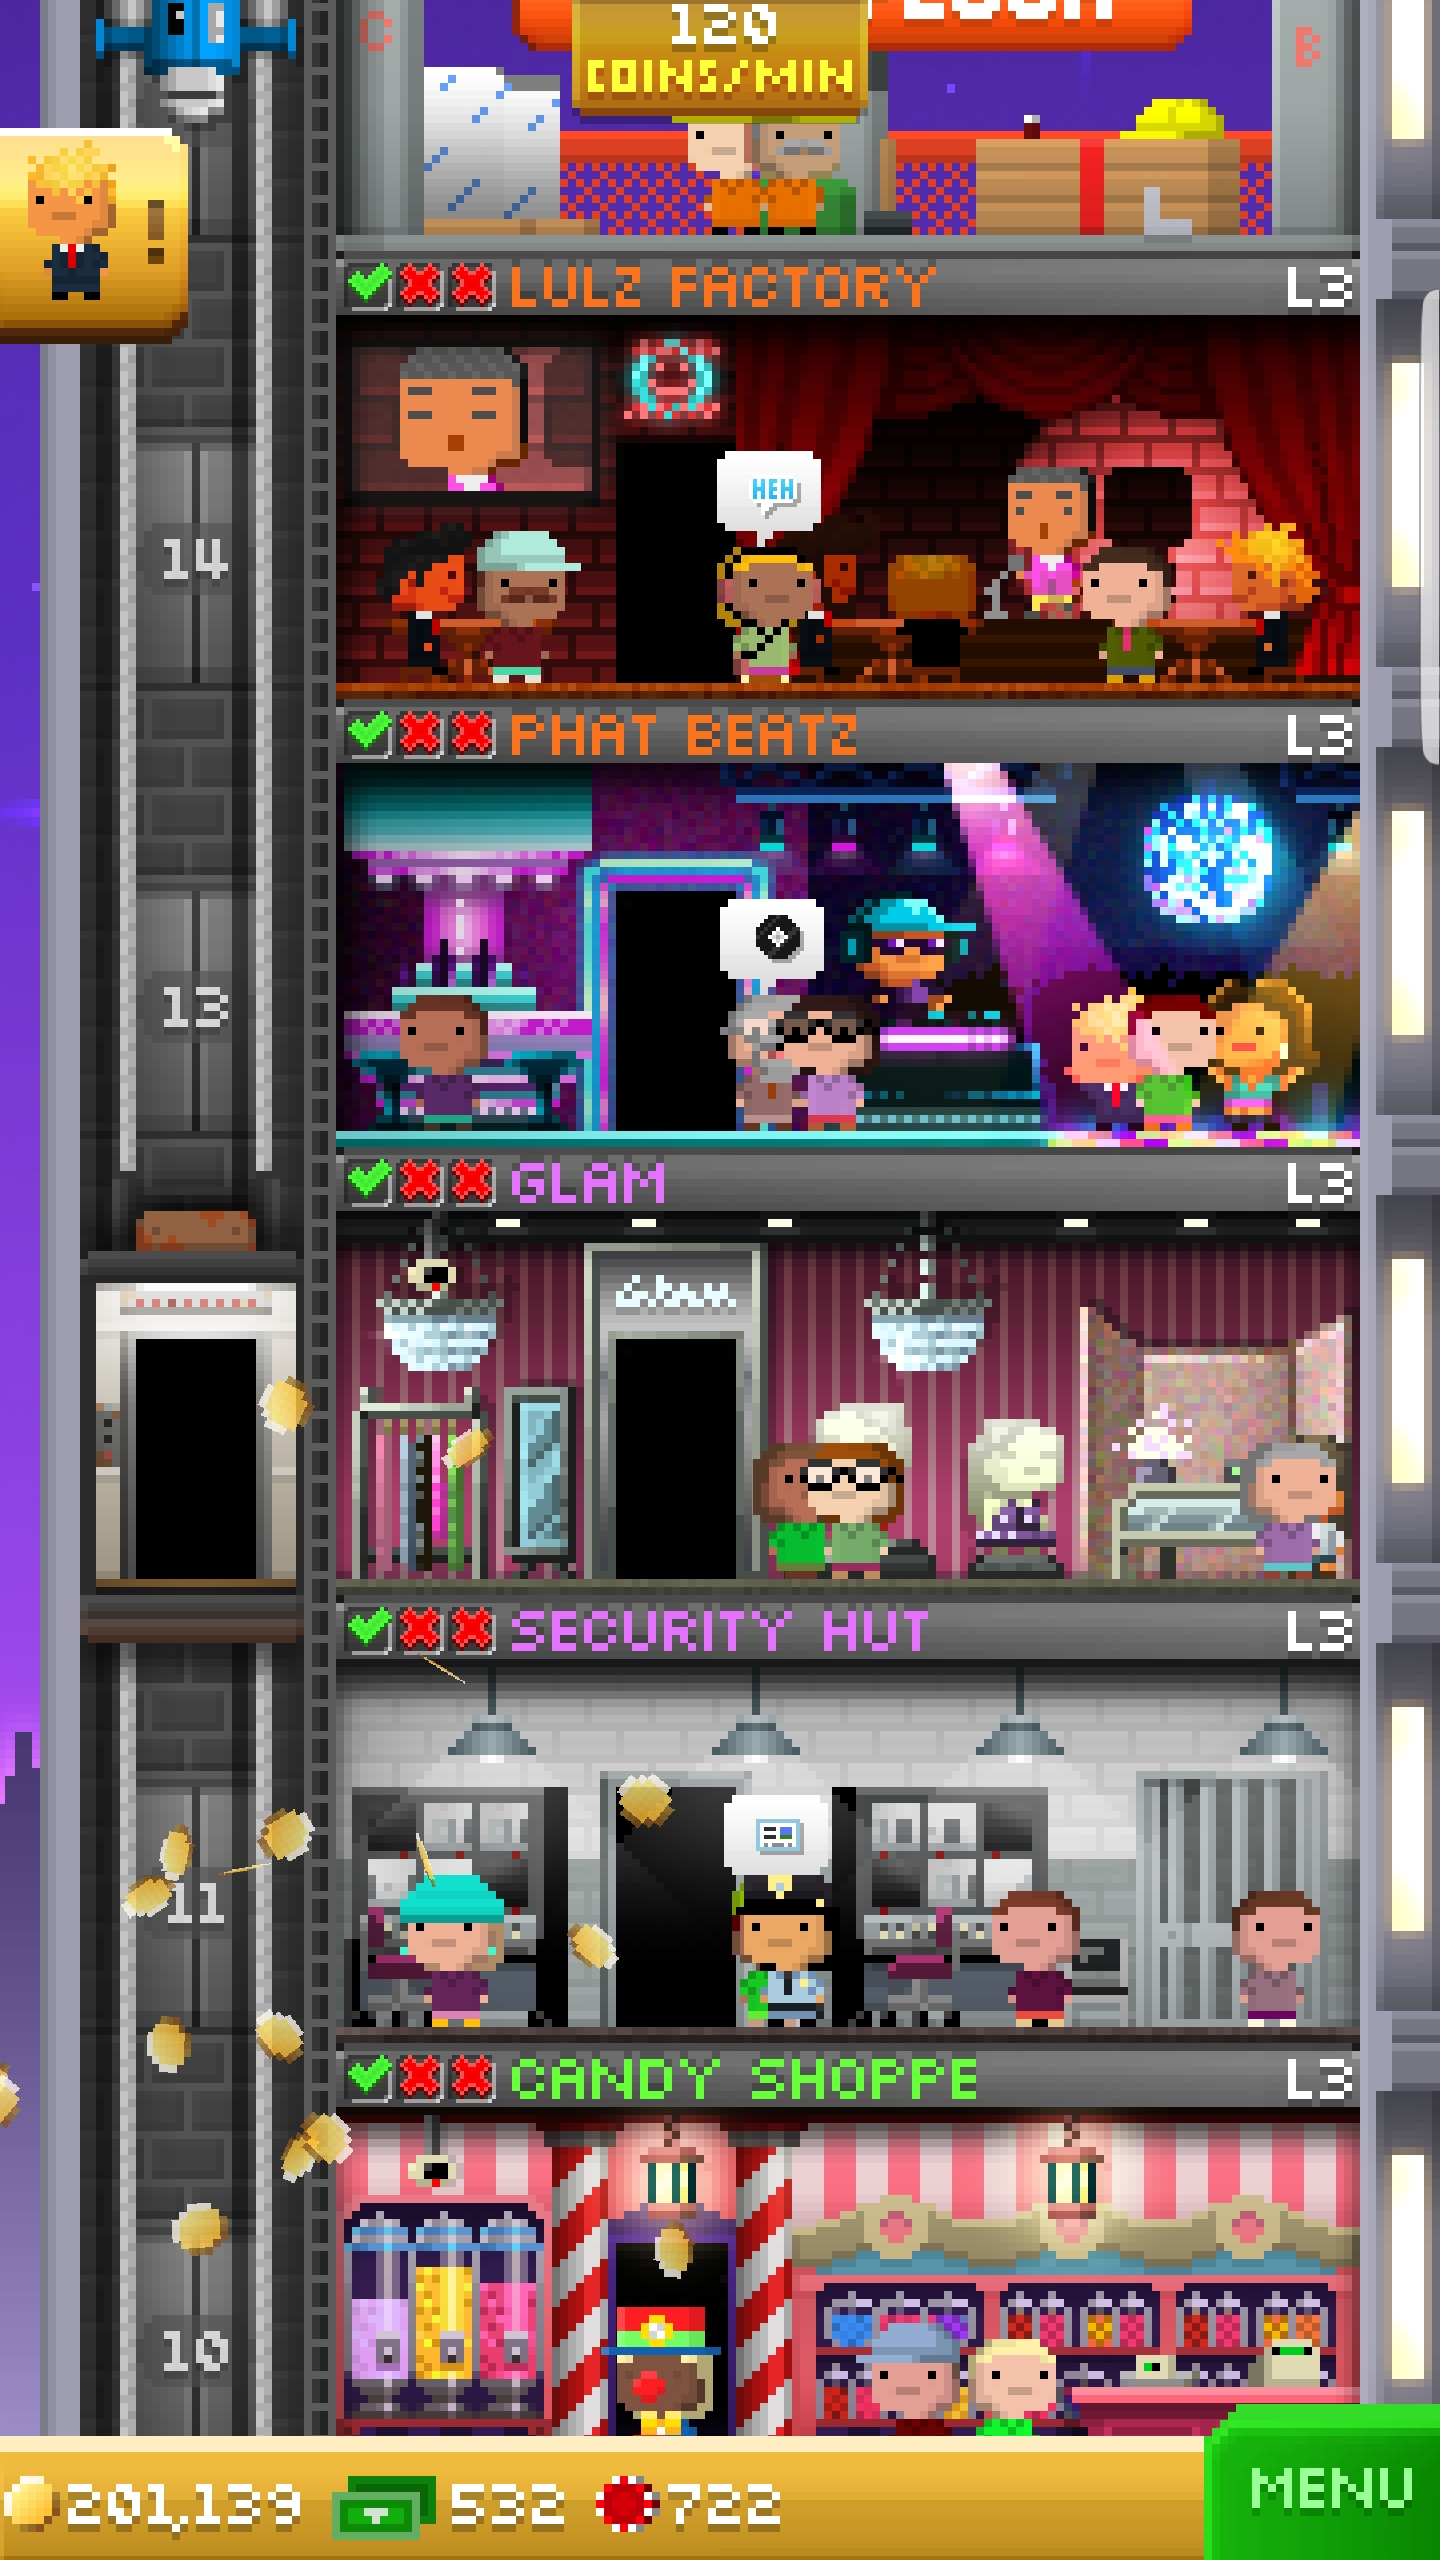 C
B
120
COINS/MIN
!
LULZ FACTORY L3
HEH
14
PHAT BEATZ L3
13
GLAM L3
Glam
SECURITY HUT L3
11
CANDY SHOPPE L3
10
201,139 532 722
MENU